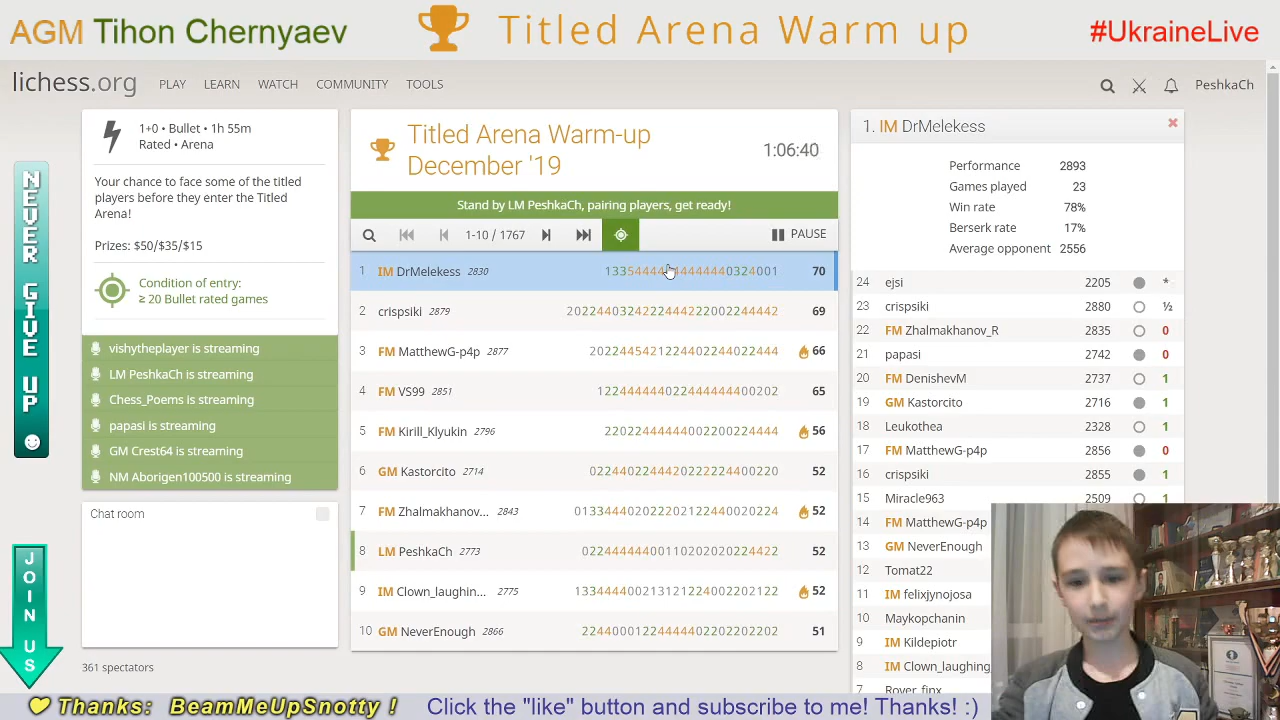 AGM Tihon Chernyaev
Titled Arena Warm up
#UkraineLive
lichess.org PLAY LEARN WATCH COMMUNITY TOOLS PeshkaCh
NEVER GIVE UP
JOIN US
1+0 • Bullet • 1h 55m
Rated • Arena
Your chance to face some of the titled
players before they enter the Titled
Arena!
Prizes: $50/$35/$15
Condition of entry:
≥ 20 Bullet rated games
vishytheplayer is streaming
LM PeshkaCh is streaming
Chess_Poems is streaming
papasi is streaming
GM Crest64 is streaming
NM Aborigen100500 is streaming
Chat room
361 spectators
Titled Arena Warm-up
December '19
1:06:40
Stand by LM PeshkaCh, pairing players, get ready!
1-10 / 1767 PAUSE
1 IM DrMelekess 2830 70
2 crispsiki 2879 202244032422244422200224442 69
3 FM MatthewG-p4p 2877 2022445421224402244022444 66
4 FM VS99 2851 122444444022444444400202 65
5 FM Kirill_Klyukin 2796 22022444444002200224444 56
6 GM Kastorcito 2714 0224402244420222224400220 52
7 FM Zhalmakhanov... 2843 013344402022202122440020224 52
8 LM PeshkaCh 2773 02244444400110202020224422 52
9 IM Clown_laughin... 2775 133444400213121224400202122 52
10 GM NeverEnough 2866 22440001224444402202202202 51
1. IM DrMelekess
Performance 2893
Games played 23
Win rate 78%
Berserk rate 17%
Average opponent 2556
24 ejsi 2205 *
23 crispsiki 2880 ½
22 FM Zhalmakhanov_R 2835 0
21 papasi 2742 0
20 FM DenishevM 2737 1
19 GM Kastorcito 2716 1
18 Leukothea 2328 1
17 FM MatthewG-p4p 2856 0
16 crispsiki 2855 1
15 Miracle963 2509 1
14 FM MatthewG-p4p
13 GM NeverEnough
12 Tomat22
11 IM felixjynojosa
10 Maykopchanin
9 IM Kildepiotr
8 IM Clown_laughing_
7 Rover_finx
Thanks: BeamMeUpSnotty !
Click the "like" button and subscribe to me! Thanks! :)